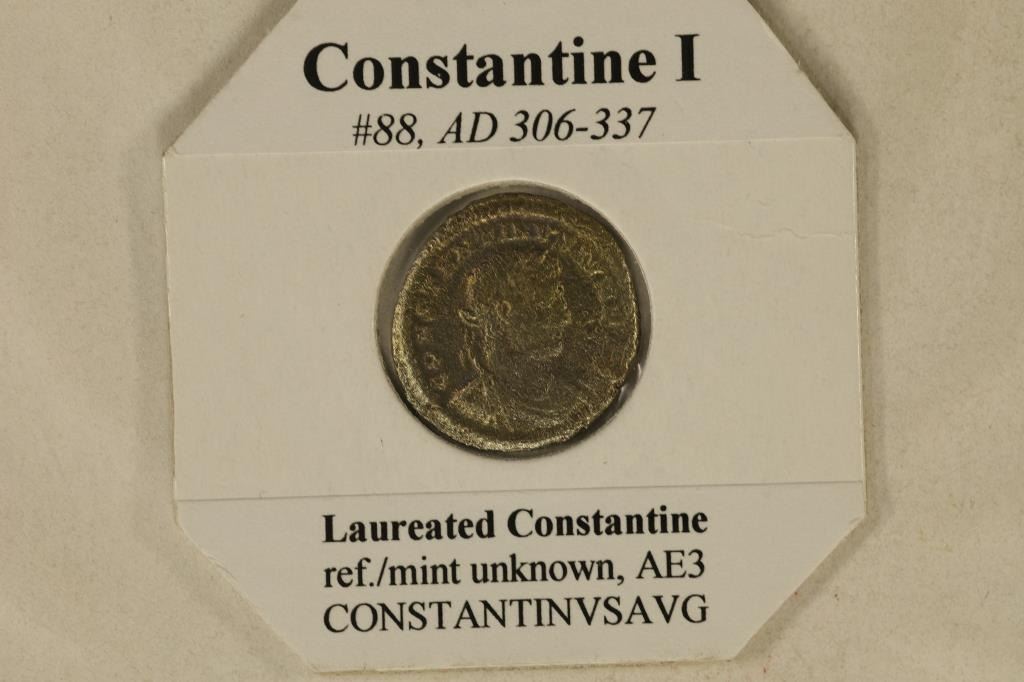 Constantine I
#88, AD 306-337
Laureated Constantine
ref./mint unknown, AE3
CONSTANTINVSAVG